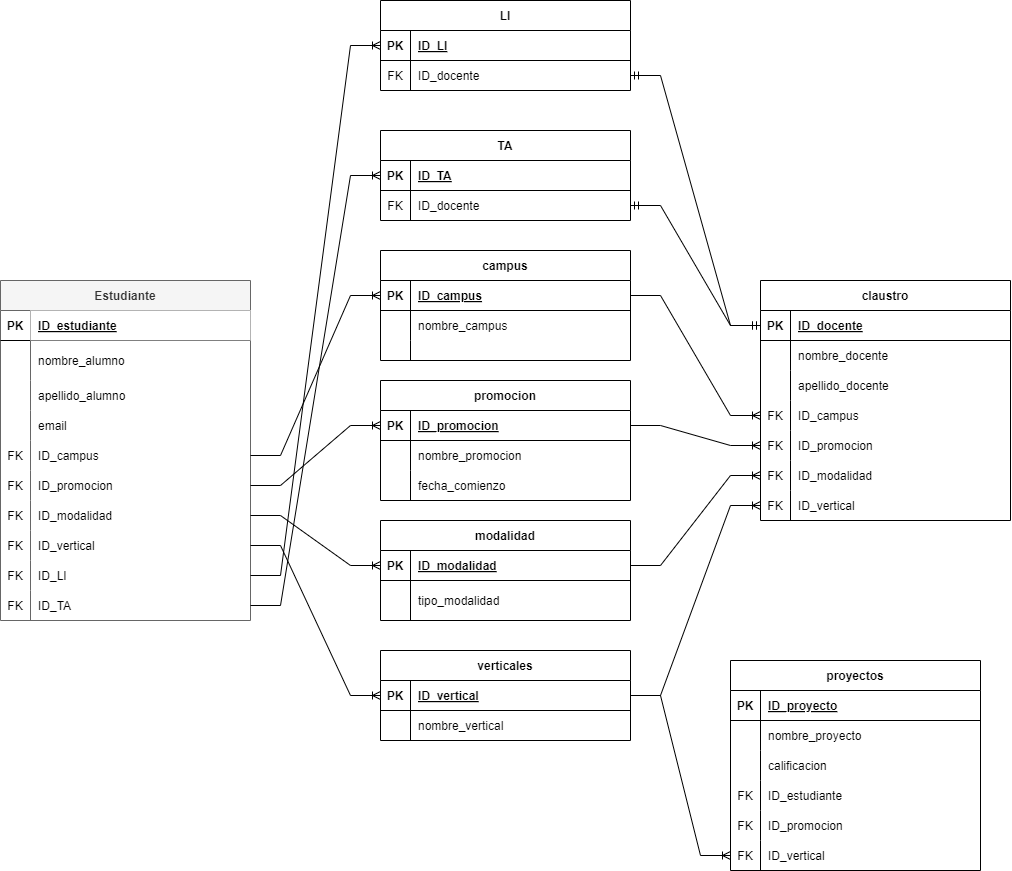 LI
PK ID_LI
FK ID_docente
TA
PK ID_TA
FK ID_docente
campus
PK ID_campus
nombre_campus
promocion
PK ID_promocion
nombre_promocion
fecha_comienzo
modalidad
PK ID_modalidad
tipo_modalidad
verticales
PK ID_vertical
nombre_vertical
Estudiante
PK ID_estudiante
nombre_alumno
apellido_alumno
email
FK ID_campus
FK ID_promocion
FK ID_modalidad
FK ID_vertical
FK ID_LI
FK ID_TA
claustro
PK ID_docente
nombre_docente
apellido_docente
FK ID_campus
FK ID_promocion
FK ID_modalidad
FK ID_vertical
proyectos
PK ID_proyecto
nombre_proyecto
calificacion
FK ID_estudiante
FK ID_promocion
FK ID_vertical